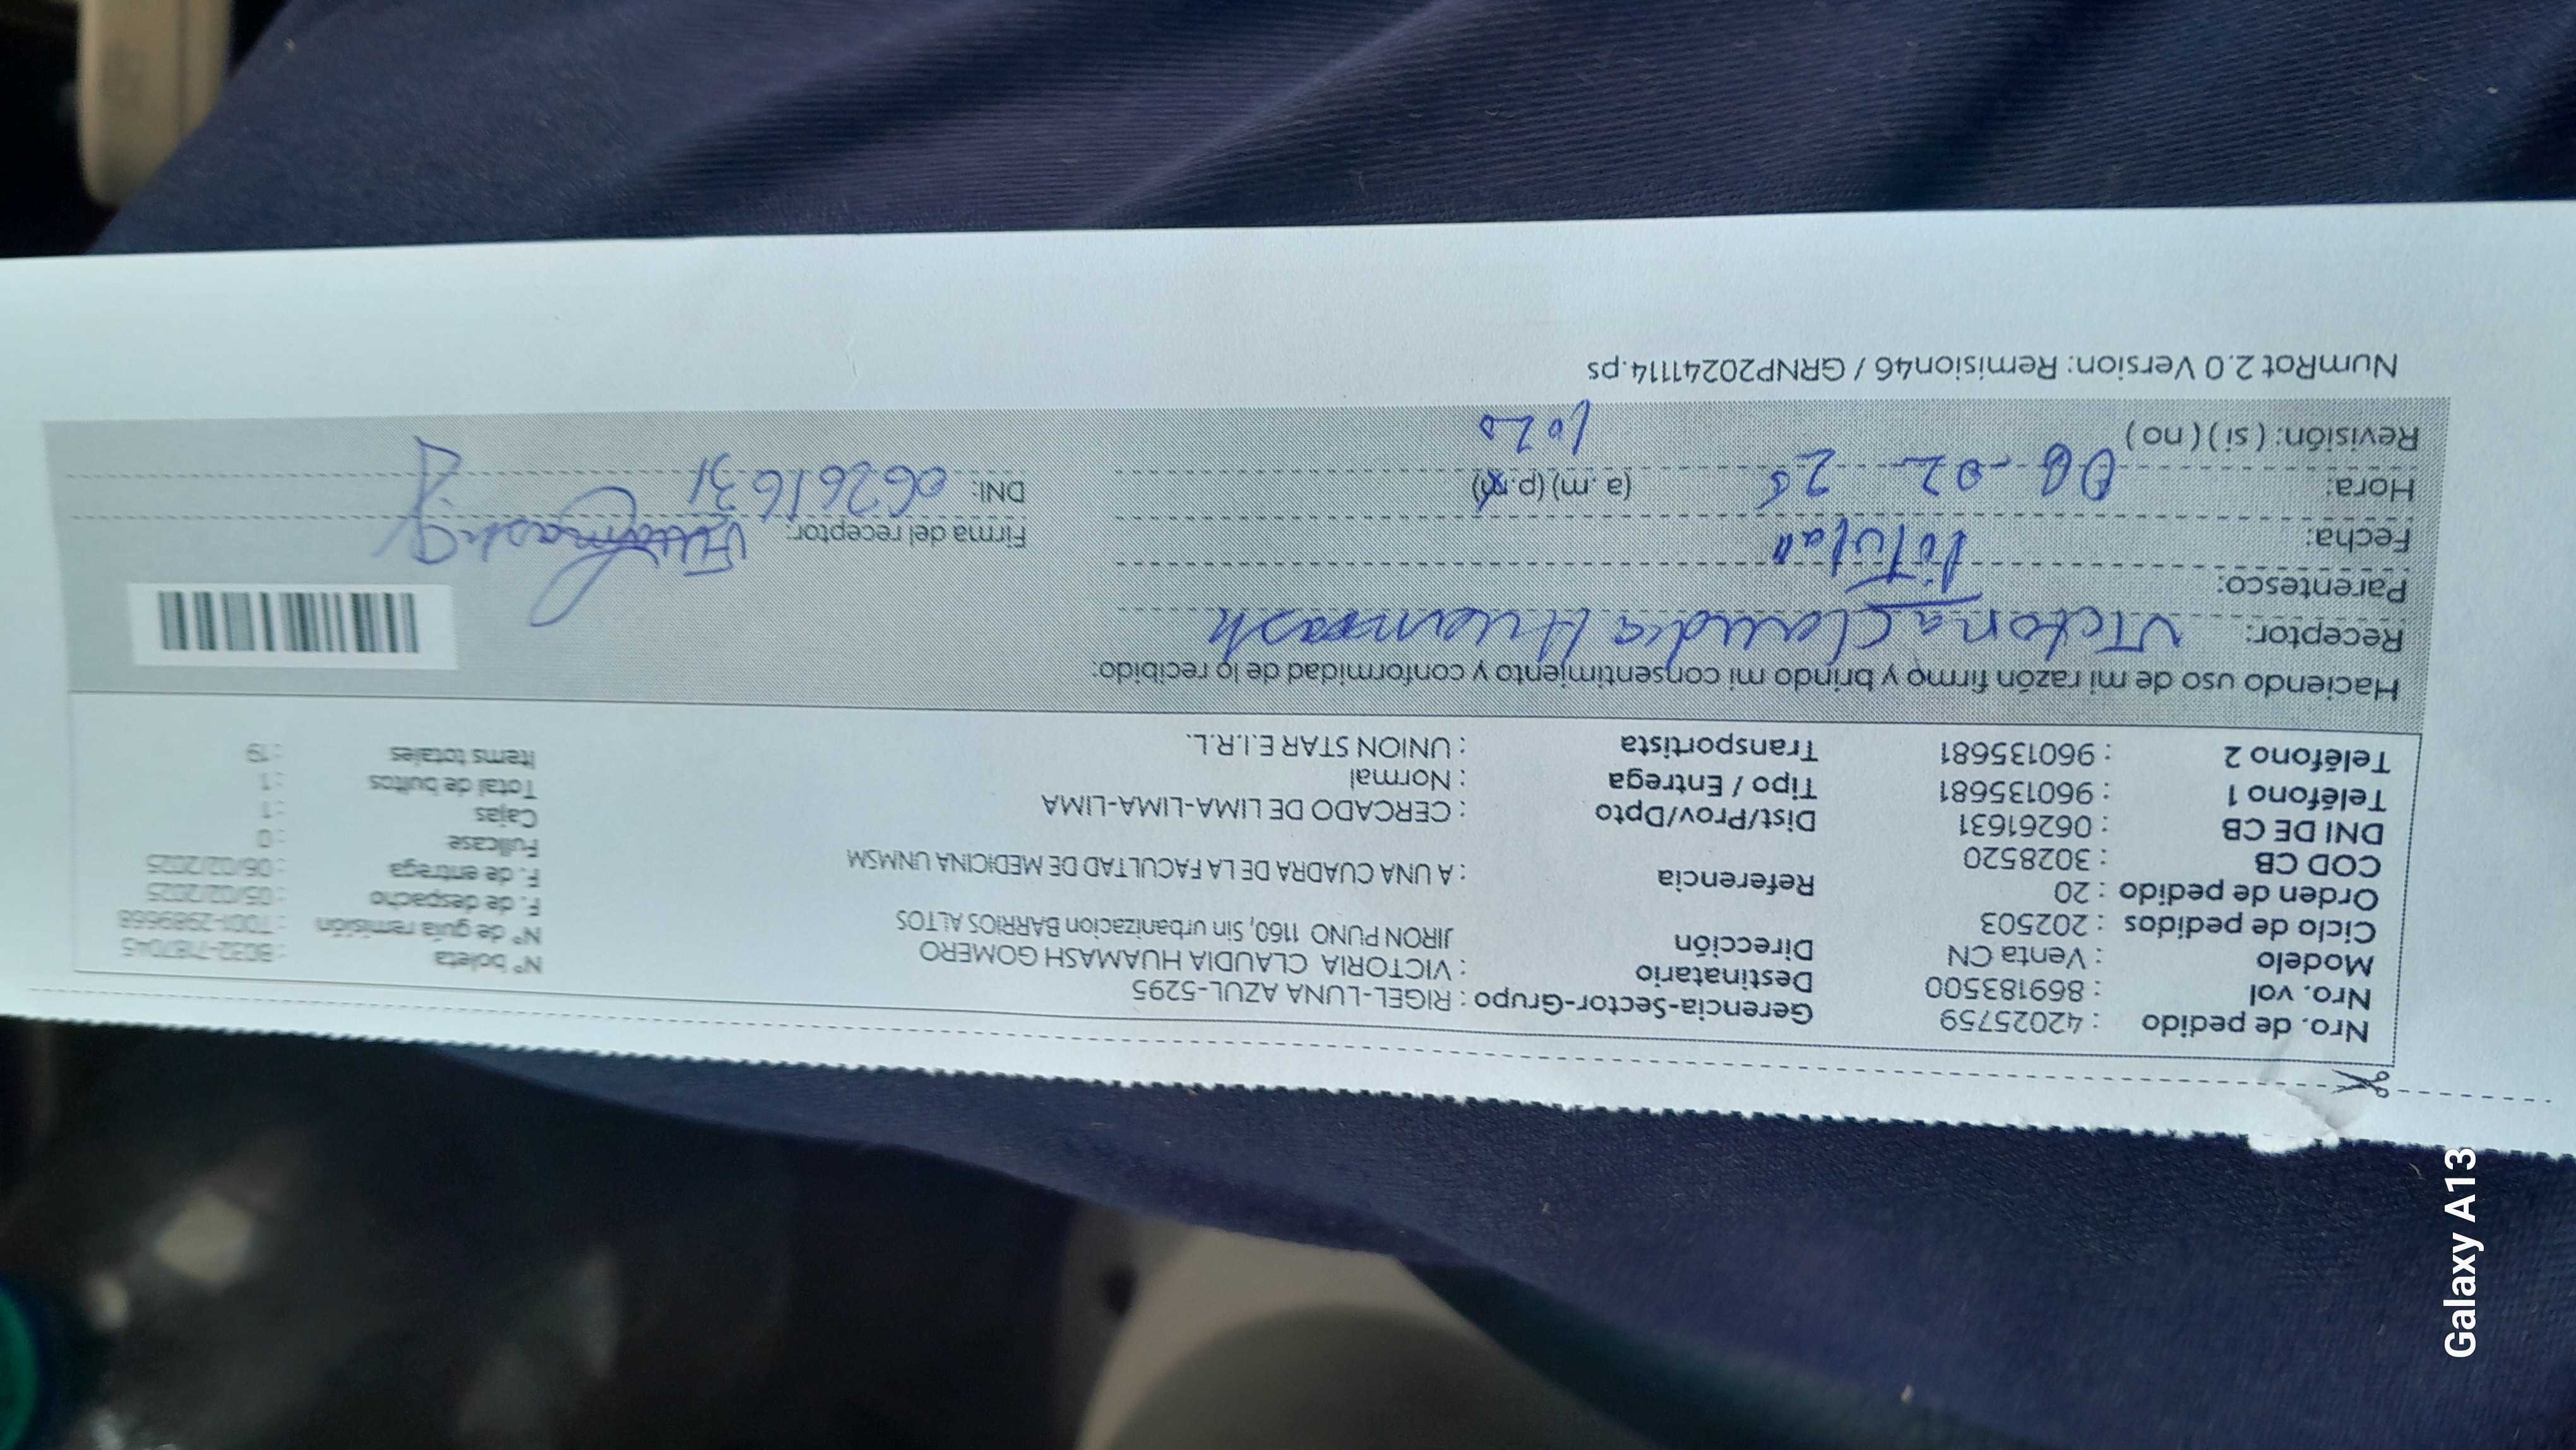 Nro. de pedido : 42025759 Gerencia-Sector-Grupo : RIGEL-LUNA AZUL-5295 N° boleta : B032-7187045
Nro. vol : 869183500 Destinatario : VICTORIA CLAUDIA HUAMASH GOMERO N° de guía remisión : T001-2989668
Modelo : Venta CN Dirección JIRON PUNO 1160, Sin urbanizacion BARRIOS ALTOS F. de despacho : 05/02/2025
Ciclo de pedidos : 202503 F. de entrega : 06/02/2025
Orden de pedido : 20 Referencia : A UNA CUADRA DE LA FACULTAD DE MEDICINA UNMSM Fullcase : 0
COD CB : 3028520 Cajas : 1
DNI DE CB : 06261631 Dist/Prov/Dpto : CERCADO DE LIMA-LIMA-LIMA Total de bultos : 1
Teléfono 1 : 960135681 Tipo / Entrega : Normal Items totales : 19
Teléfono 2 : 960135681 Transportista : UNION STAR E.I.R.L.
Haciendo uso de mi razón firmo y brindo mi consentimiento y conformidad de lo recibido:
Receptor: Victoria Claudia Huamash
Parentesco: titular
Fecha: Firma del receptor:
Hora: 06-02 25 (a.m) (p.m) DNI: 06261631
Revisión: ( si ) ( no ) 1020
NumRot 2.0 Version: Remision46 / GRNP20241114.ps
Galaxy A13